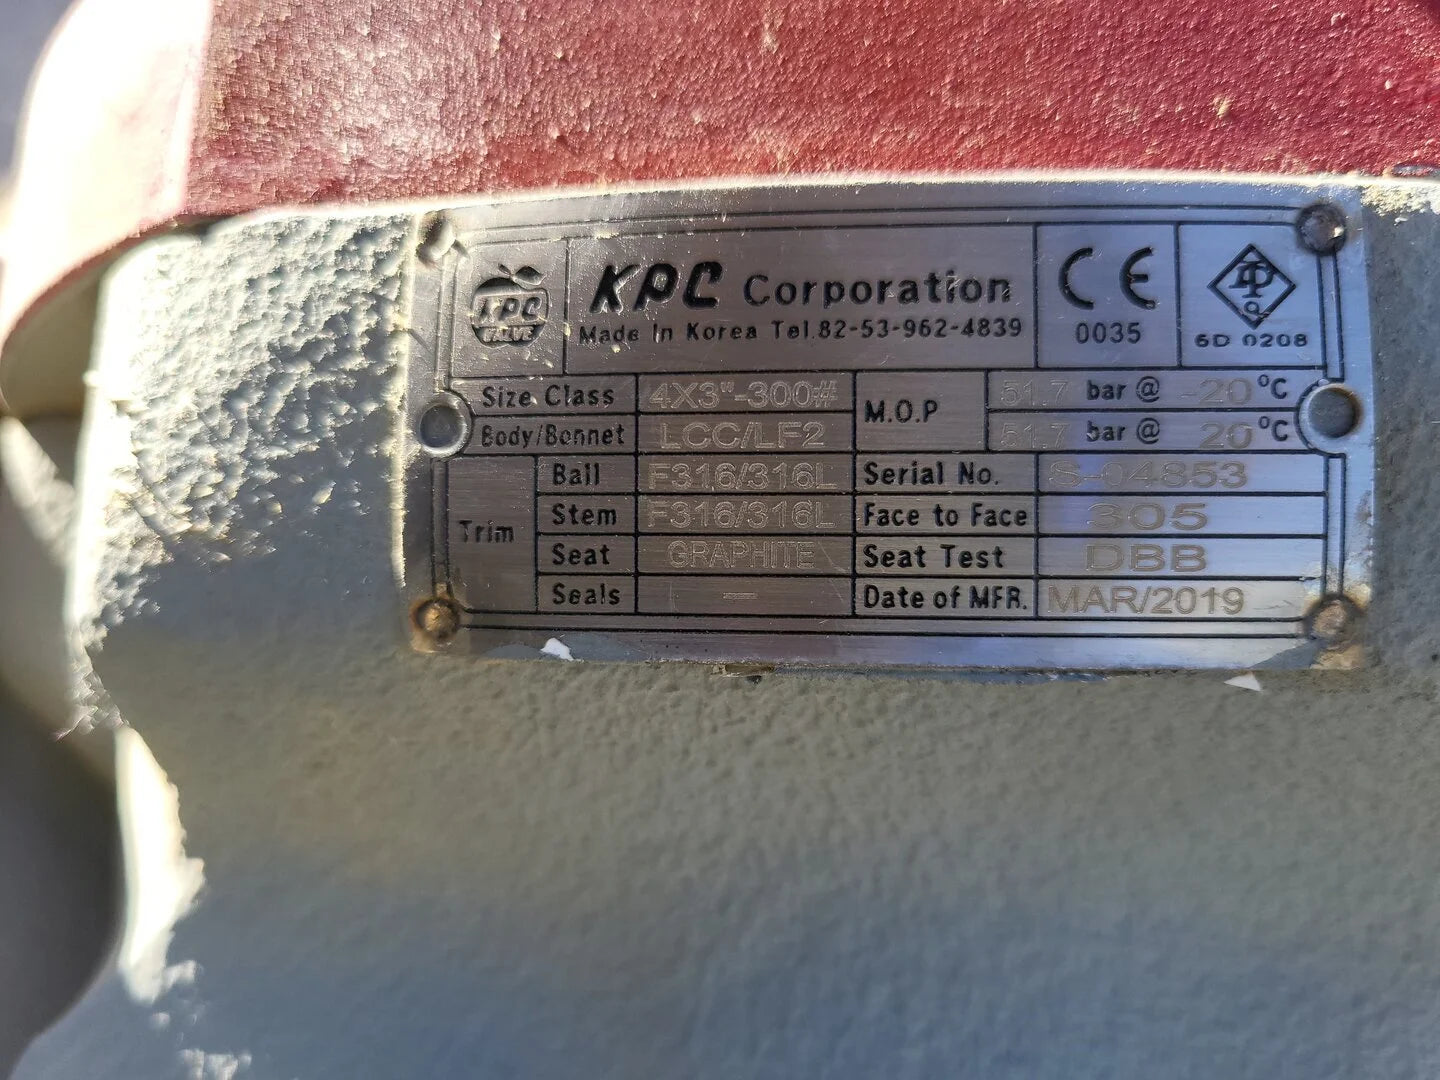 KPC Corporation
KPC
VALVE
Made In Korea Tel.82-53-962-4839
CE
0035
6D 0208
Size Class 4X3"-300# M.O.P 51.7 bar @ -20 °C
Body/Bonnet LCC/LF2 51.7 bar @ 20 °C
Trim
Ball F316/316L Serial No. S-04853
Stem F316/316L Face to Face 305
Seat GRAPHITE Seat Test DBB
Seals - Date of MFR. MAR/2019